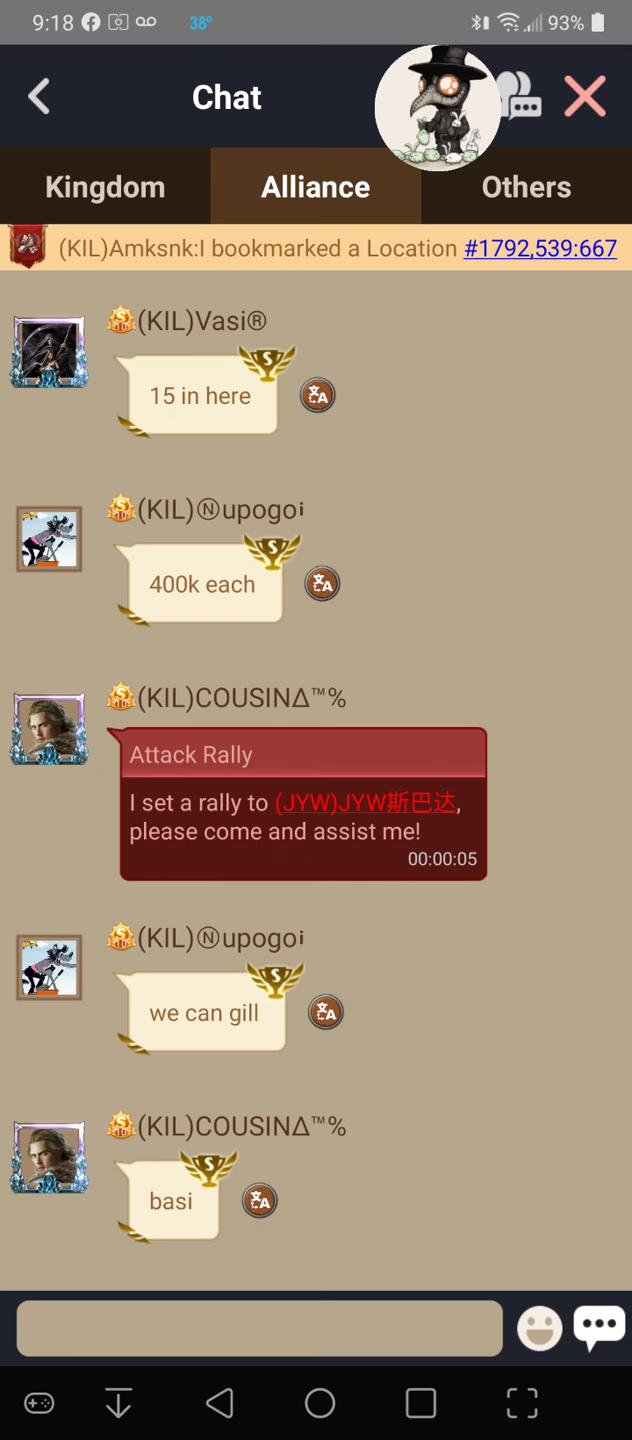 9:18
38°
93%
Chat
Kingdom
Alliance
Others
(KIL)Amksnk:I bookmarked a Location #1792,539:667
(KIL)Vasi®
15 in here
(KIL)Ⓝupogoi
400k each
(KIL)COUSINΔ™%
Attack Rally
I set a rally to (JYW)JYW斯巴达,
please come and assist me!
00:00:05
(KIL)Ⓝupogoi
we can gill
(KIL)COUSINΔ™%
basi